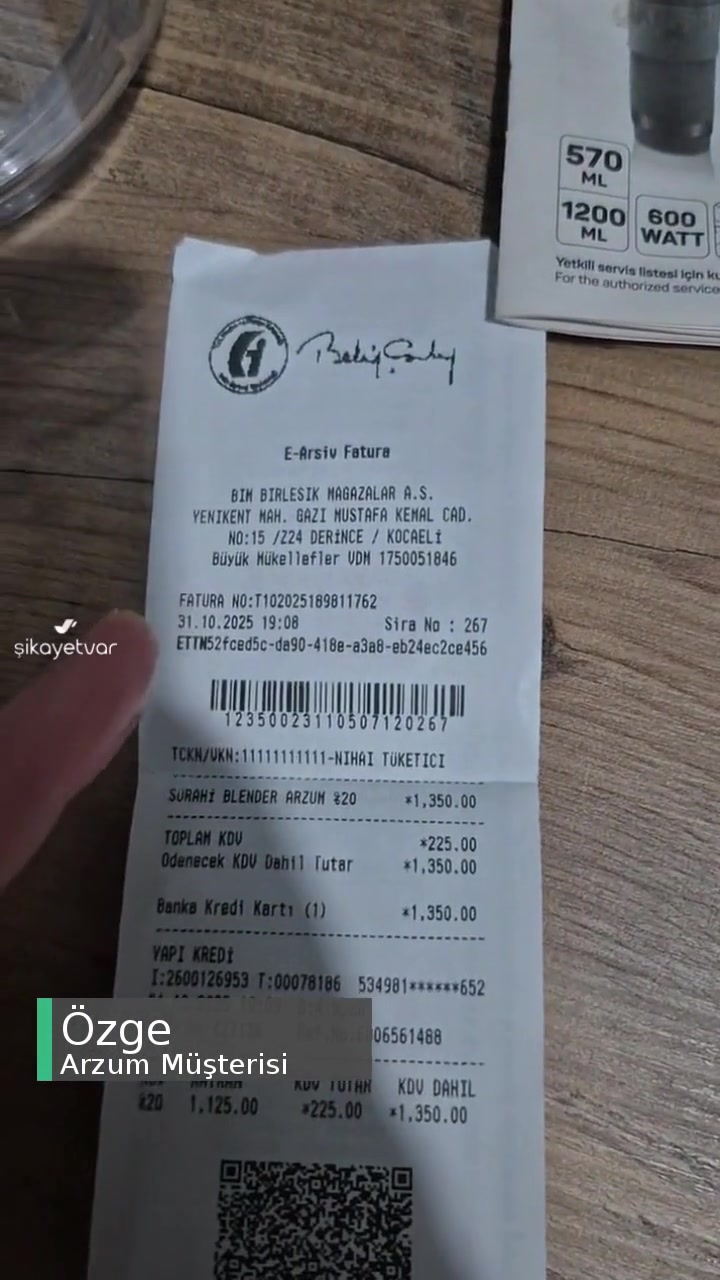 570
ML
1200
ML
600
WATT
Yetkili servis listesi için
For the authorized service
E-Arsiv Fatura
BIM BIRLESIK MAGAZALAR A.S.
YENIKENT MAH. GAZI MUSTAFA KEMAL CAD.
NO:15 /Z24 DERINCE / KOCAELİ
Büyük Mükellefler VDM 1750051846
FATURA NO:T102025189811762
31.10.2025 19:08 Sira No : 267
ETTN52fced5c-da90-418e-a3a8-eb24ec2ce456
şikayetvar
12350023110507120267
TCKN/VKN:11111111111-NIHAI TÜKETICI
SÜRAHİ BLENDER ARZUM %20 *1,350.00
TOPLAM KDV *225.00
Odenecek KDV Dahil Tutar *1,350.00
Banka Kredi Kartı (1) *1,350.00
YAPI KREDİ
I:2600126953 T:00078186 534981******652
06561488
Özge
Arzum Müşterisi
KDV TUTAR KDV DAHIL
%20 1,125.00 *225.00 *1,350.00